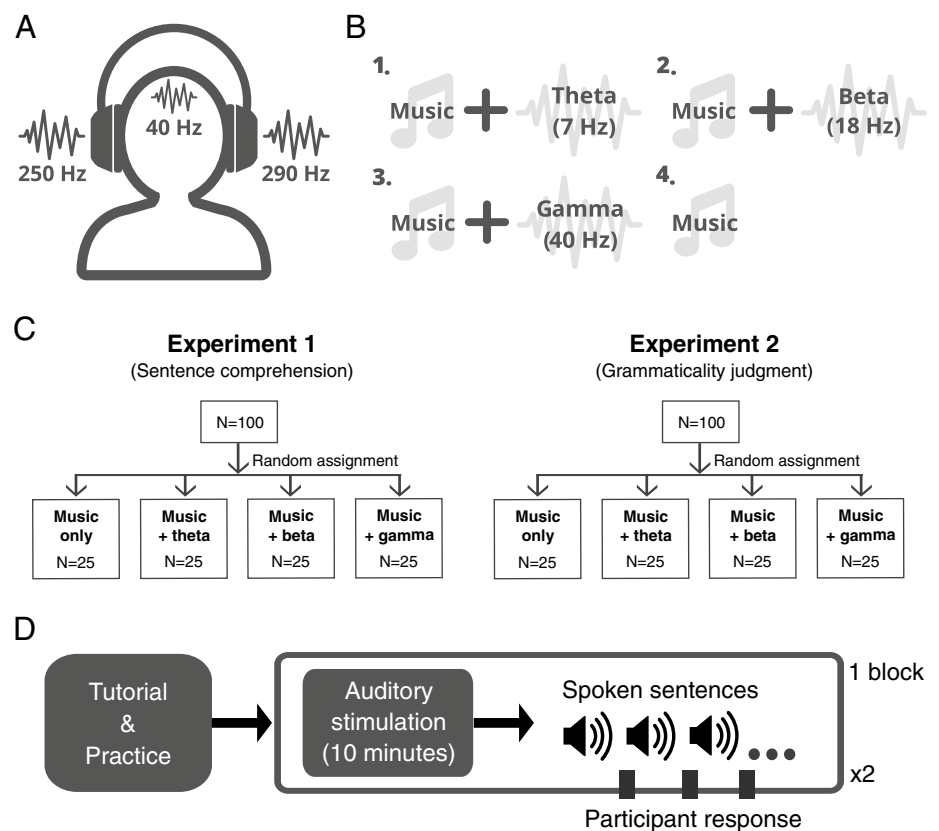 A
40 Hz
250 Hz
290 Hz
B
1.
Music
Theta
(7 Hz)
2.
Music
Beta
(18 Hz)
3.
Music
Gamma
(40 Hz)
4.
Music
C
Experiment 1
(Sentence comprehension)
N=100
Random assignment
Music
only
N=25
Music
+ theta
N=25
Music
+ beta
N=25
Music
+ gamma
N=25
Experiment 2
(Grammaticality judgment)
N=100
Random assignment
Music
only
N=25
Music
+ theta
N=25
Music
+ beta
N=25
Music
+ gamma
N=25
D
Tutorial
&
Practice
Auditory
stimulation
(10 minutes)
Spoken sentences
1 block
x2
Participant response